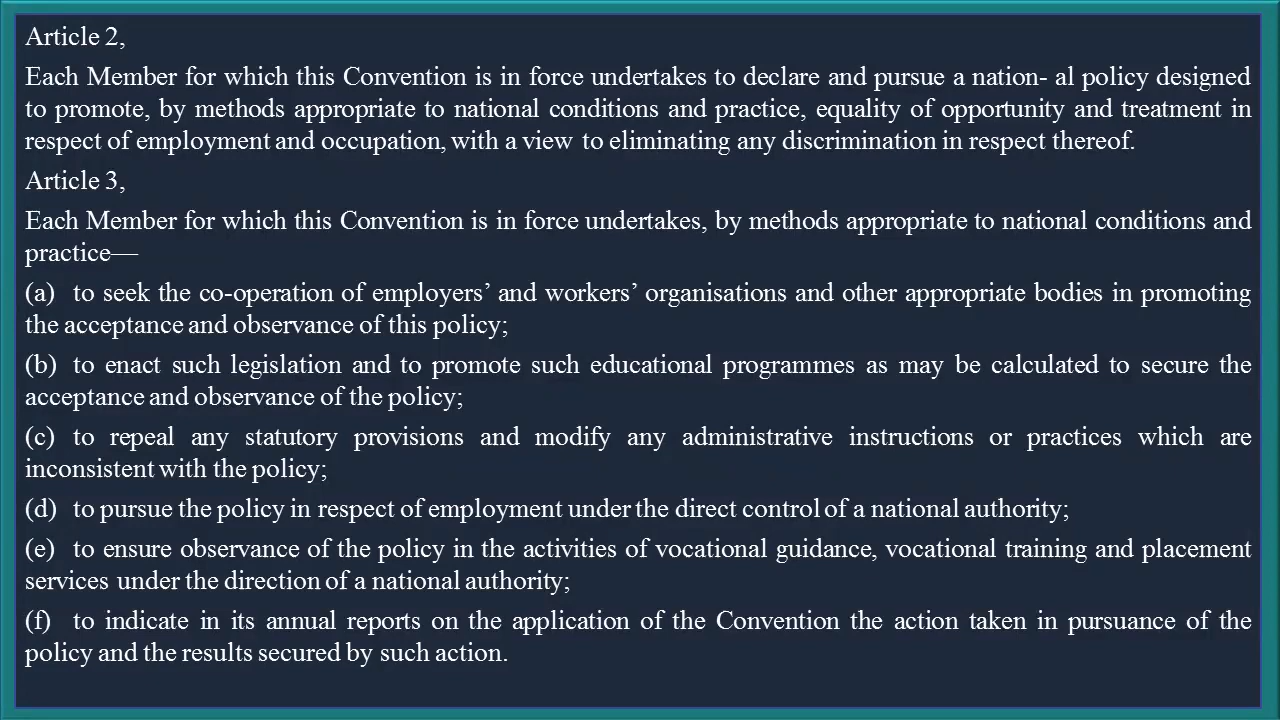 Article 2,
Each Member for which this Convention is in force undertakes to declare and pursue a nation- al policy designed
to promote, by methods appropriate to national conditions and practice, equality of opportunity and treatment in
respect of employment and occupation, with a view to eliminating any discrimination in respect thereof.
Article 3,
Each Member for which this Convention is in force undertakes, by methods appropriate to national conditions and
practice—
(a) to seek the co-operation of employers’ and workers’ organisations and other appropriate bodies in promoting
the acceptance and observance of this policy;
(b) to enact such legislation and to promote such educational programmes as may be calculated to secure the
acceptance and observance of the policy;
(c) to repeal any statutory provisions and modify any administrative instructions or practices which are
inconsistent with the policy;
(d) to pursue the policy in respect of employment under the direct control of a national authority;
(e) to ensure observance of the policy in the activities of vocational guidance, vocational training and placement
services under the direction of a national authority;
(f) to indicate in its annual reports on the application of the Convention the action taken in pursuance of the
policy and the results secured by such action.